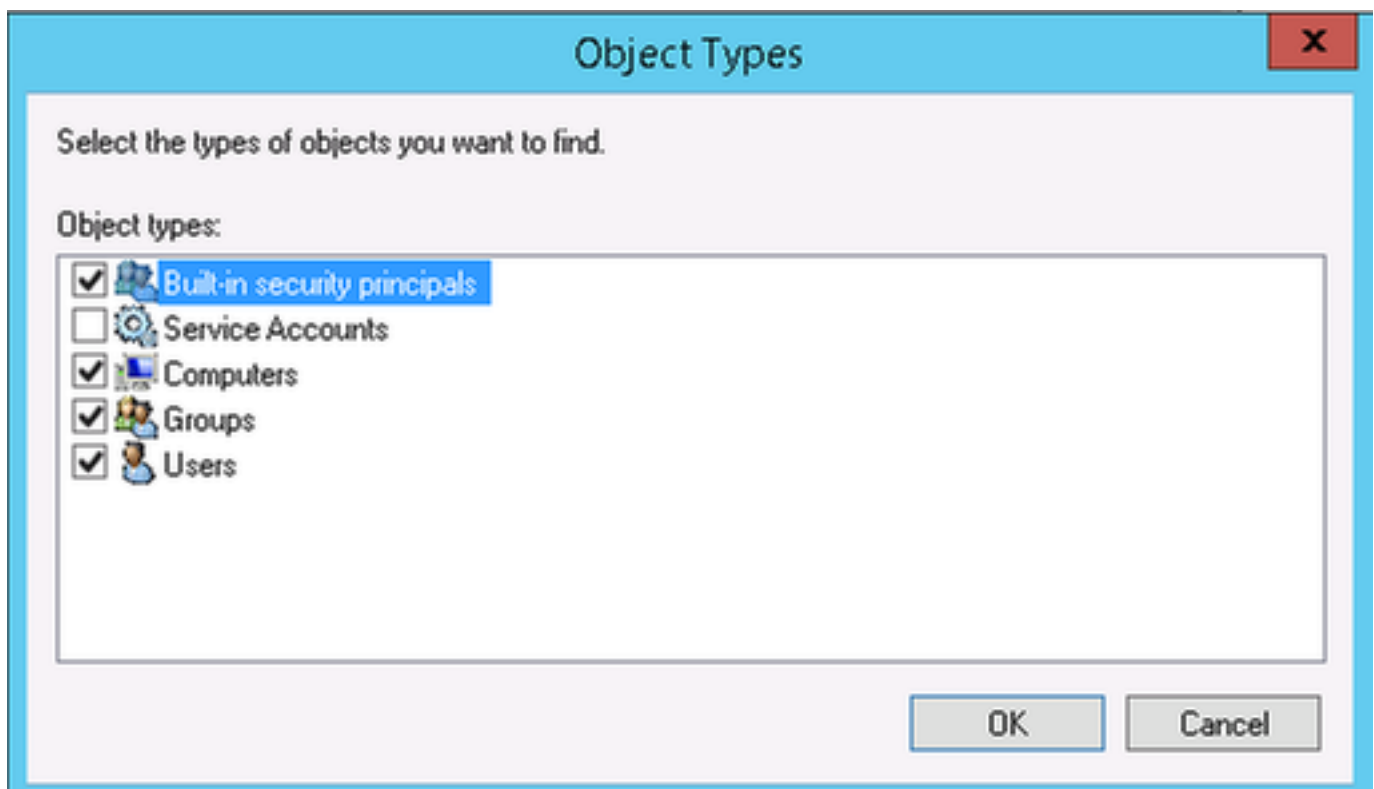 Object Types
x
Select the types of objects you want to find.
Object types:
Built-in security principals
Service Accounts
Computers
Groups
Users
OK
Cancel